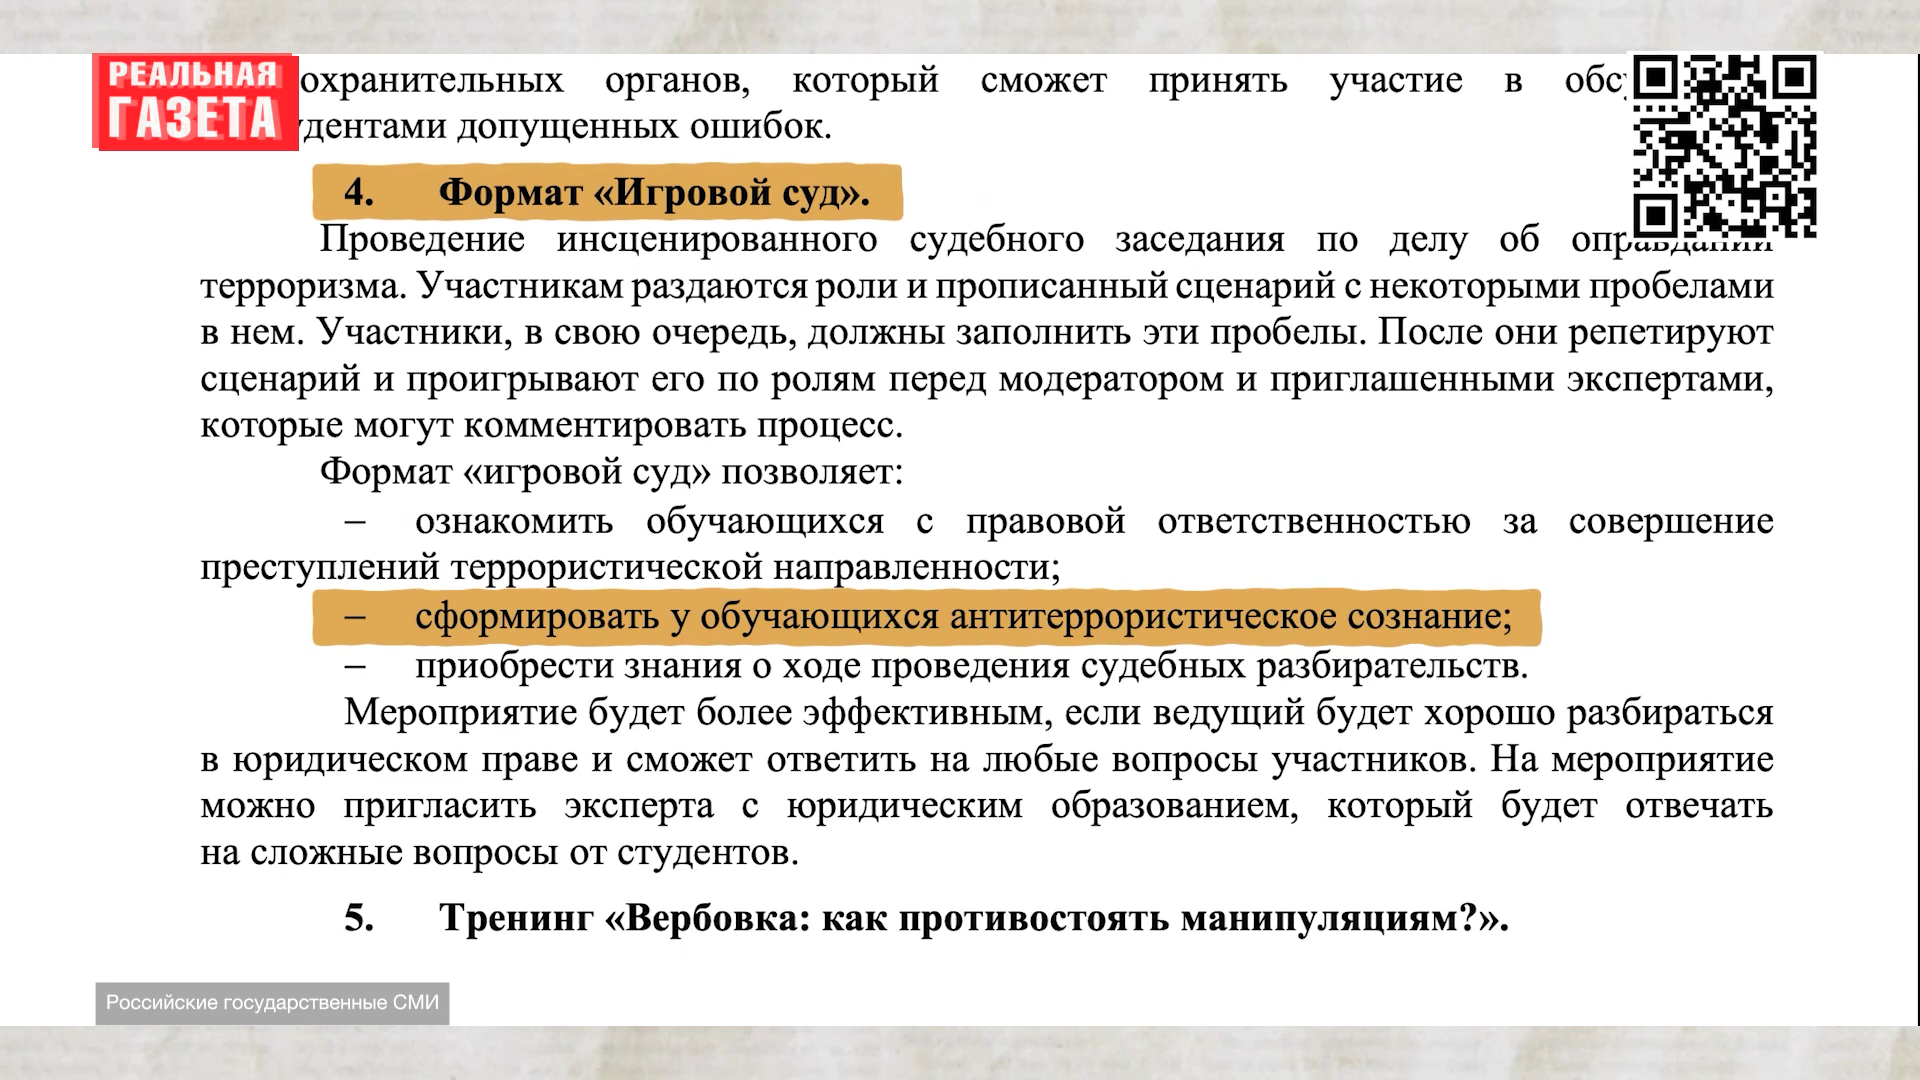 РЕАЛЬНАЯ
ГАЗЕТА
охранительных органов, который сможет принять участие в
допущенных ошибок.
4. Формат «Игровой суд».
Проведение инсценированного судебного заседания по делу об оправдании
терроризма. Участникам раздаются роли и прописанный сценарий с некоторыми пробелами
в нем. Участники, в свою очередь, должны заполнить эти пробелы. После они репетируют
сценарий и проигрывают его по ролям перед модератором и приглашенными экспертами,
которые могут комментировать процесс.
Формат «игровой суд» позволяет:
– ознакомить обучающихся с правовой ответственностью за совершение
преступлений террористической направленности;
– сформировать у обучающихся антитеррористическое сознание;
– приобрести знания о ходе проведения судебных разбирательств.
Мероприятие будет более эффективным, если ведущий будет хорошо разбираться
в юридическом праве и сможет ответить на любые вопросы участников. На мероприятие
можно пригласить эксперта с юридическим образованием, который будет отвечать
на сложные вопросы от студентов.
5. Тренинг «Вербовка: как противостоять манипуляциям?».
Российские государственные СМИ